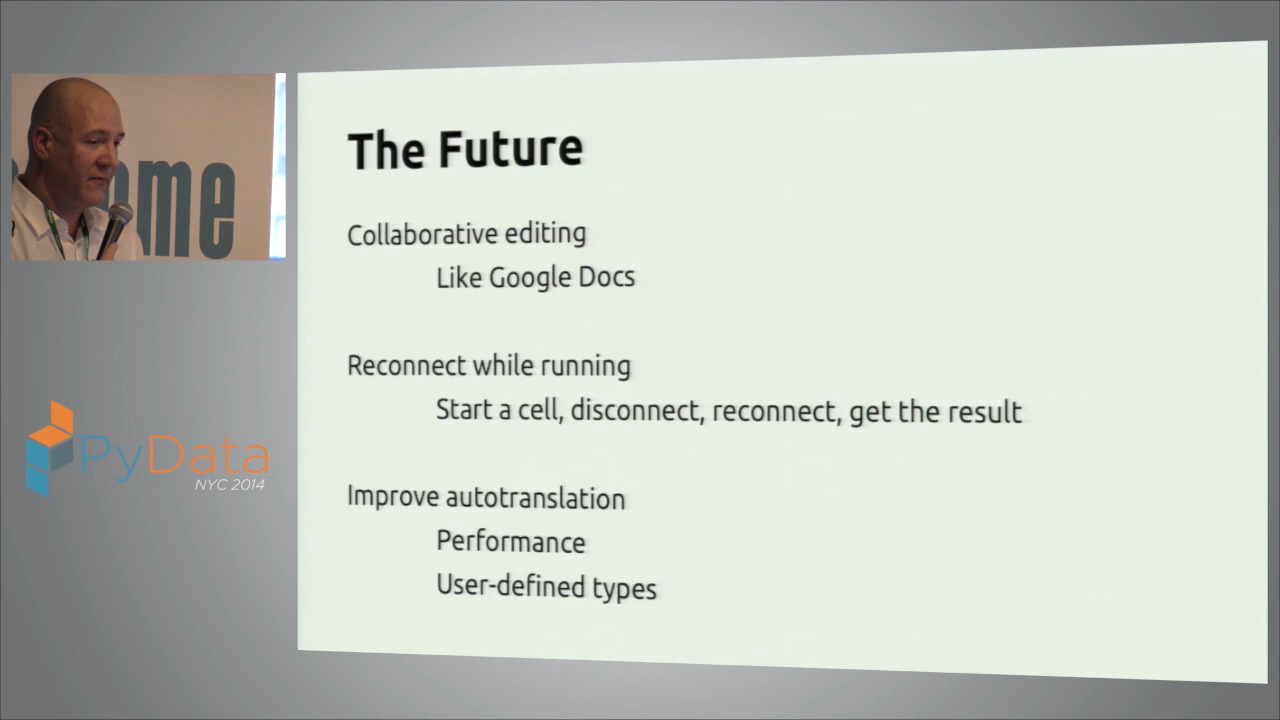 The Future
Collaborative editing
Like Google Docs
Reconnect while running
Start a cell, disconnect, reconnect, get the result
Improve autotranslation
Performance
User-defined types
PyData
NYC 2014